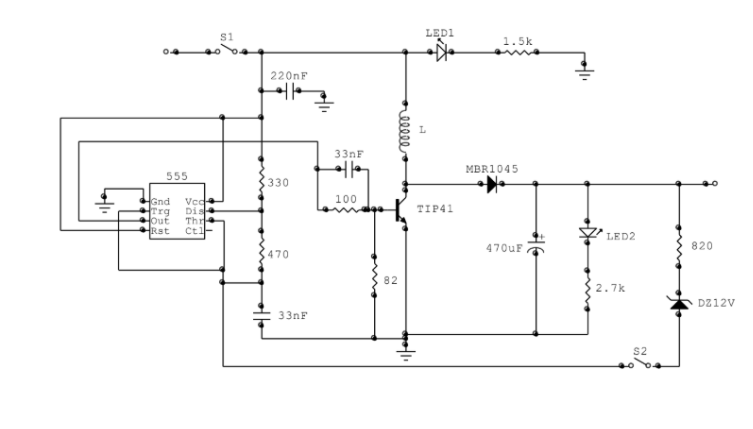 S1
LED1
1.5k
220nF
L
33nF
MBR1045
555
330
100
TIP41
Gnd Vcc
Trg Dis
Out Thr
Rst Ctl
470uF
+
LED2
820
470
82
2.7k
DZ12V
33nF
S2